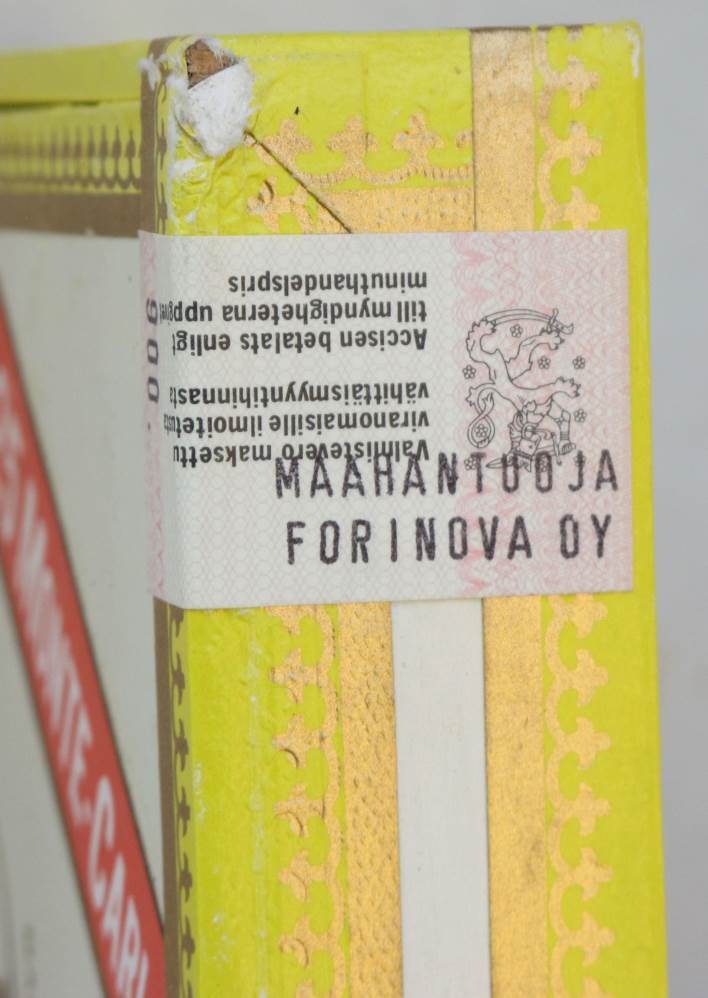 Valmistevero maksettu
viranomaisille ilmoitetusta
vähittäismyyntihinnasta
Accisen betalats enligt
till myndigheterna uppgivet
minuthandelspris
MAAHANTUOJA
FORINOVA OY
900
MONTE-CARL